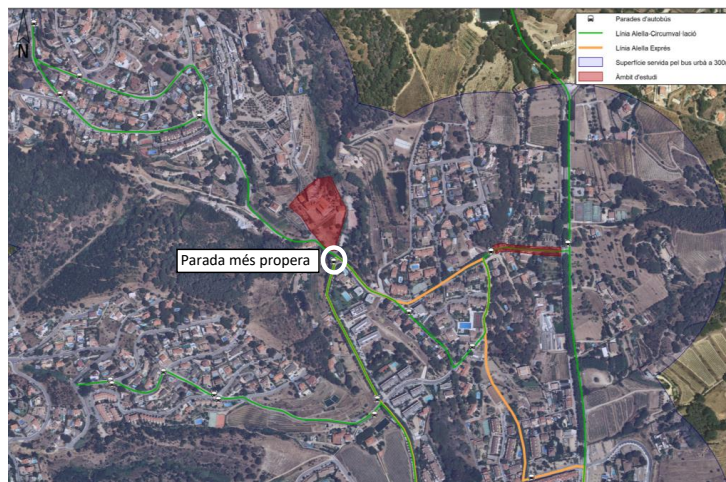 N
Parades d'autobús
Línia Alella-Circumval·lació
Línia Alella Exprés
Superfície servida pel bus urbà a 300m
Àmbit d'estudi
Parada més propera